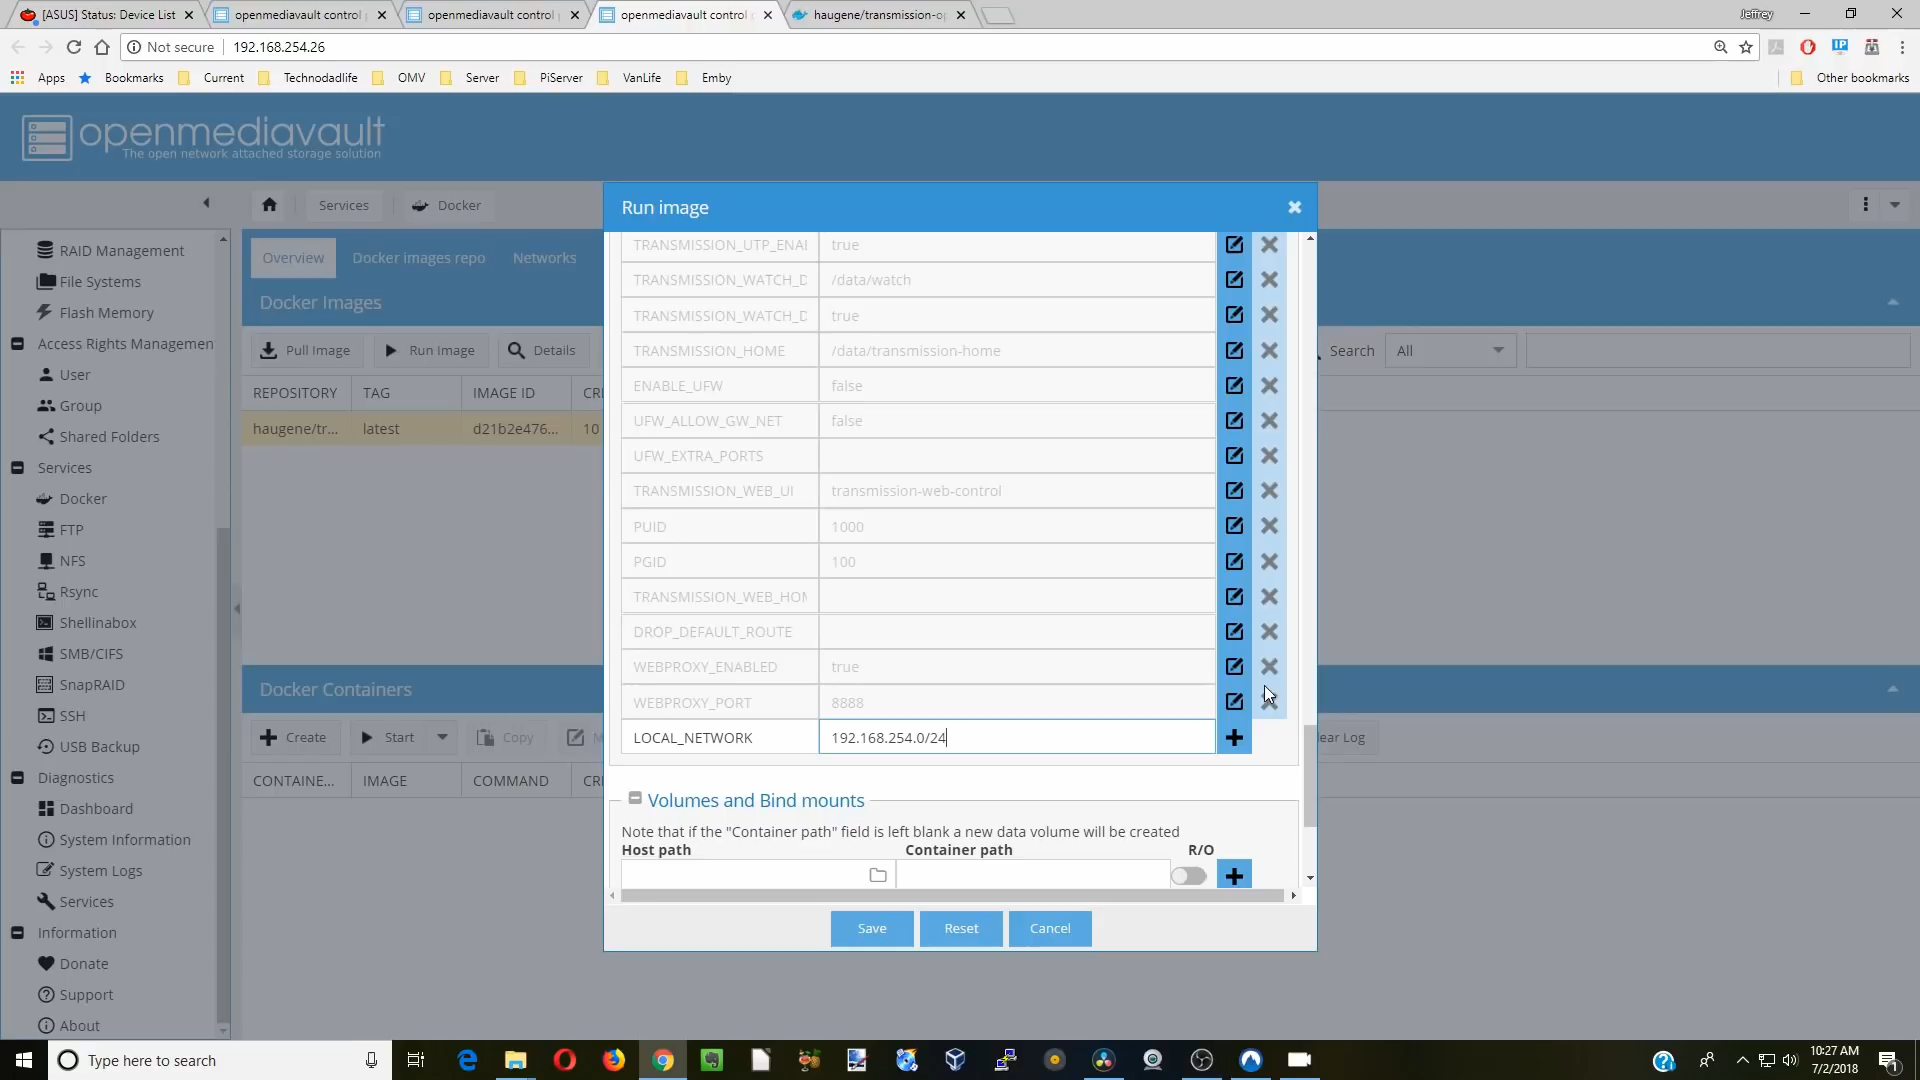 [ASUS] Status: Device List
openmediavault control
openmediavault control
openmediavault control
haugene/transmission-op
Jeffrey
Not secure
192.168.254.26
Apps
Bookmarks
Current
Technodadlife
OMV
Server
PiServer
VanLife
Emby
Other bookmarks
openmediavault
The open network attached storage solution
Services
Docker
RAID Management
File Systems
Flash Memory
Access Rights Managemen
User
Group
Shared Folders
Services
Docker
FTP
NFS
Rsync
Shellinabox
SMB/CIFS
SnapRAID
SSH
USB Backup
Diagnostics
Dashboard
System Information
System Logs
Services
Information
Donate
Support
About
Overview
Docker images repo
Networks
Docker Images
Pull Image
Run Image
Details
Search
All
REPOSITORY
TAG
IMAGE ID
CRE
haugene/tr...
latest
d21b2e476...
10
Docker Containers
Create
Start
Copy
M
ear Log
CONTAINE...
IMAGE
COMMAND
CRE
Run image
TRANSMISSION_UTP_ENAI
true
TRANSMISSION_WATCH_D
/data/watch
TRANSMISSION_WATCH_D
true
TRANSMISSION_HOME
/data/transmission-home
ENABLE_UFW
false
UFW_ALLOW_GW_NET
false
UFW_EXTRA_PORTS
TRANSMISSION_WEB_UI
transmission-web-control
PUID
1000
PGID
100
TRANSMISSION_WEB_HOM
DROP_DEFAULT_ROUTE
WEBPROXY_ENABLED
true
WEBPROXY_PORT
8888
LOCAL_NETWORK
192.168.254.0/24
Volumes and Bind mounts
Note that if the "Container path" field is left blank a new data volume will be created
Host path
Container path
R/O
Save
Reset
Cancel
Type here to search
10:27 AM
7/2/2018
1